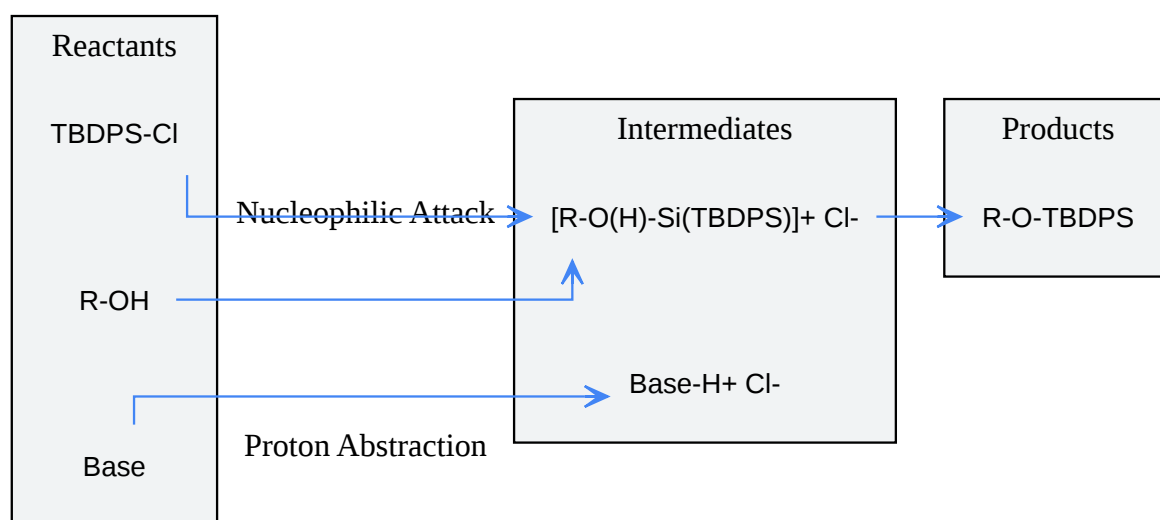 Reactants
TBDPS-Cl
R-OH
Base
Nucleophilic Attack
Proton Abstraction
Intermediates
[R-O(H)-Si(TBDPS)]+ Cl-
Base-H+ Cl-
Products
R-O-TBDPS